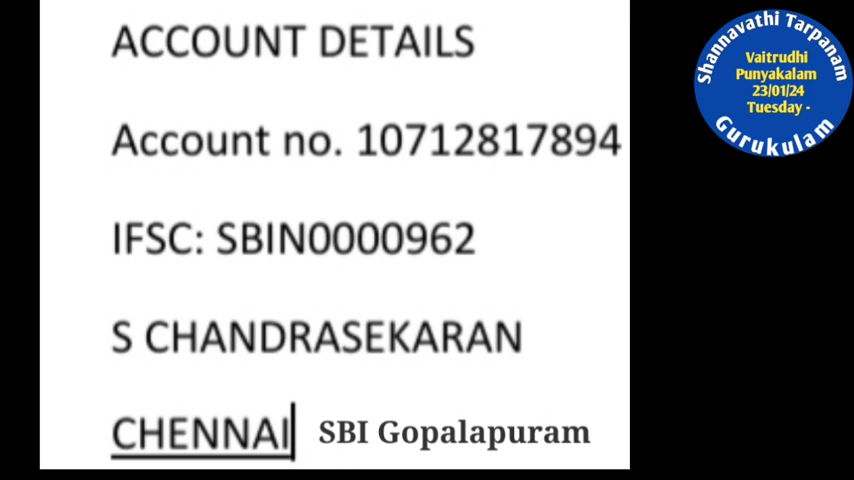 ACCOUNT DETAILS
Account no. 10712817894
IFSC: SBIN0000962
S CHANDRASEKARAN
CHENNAI SBI Gopalapuram
Shannavathi Tarpanam
Vaitrudhi
Punyakalam
23/01/24
Tuesday -
Gurukulam